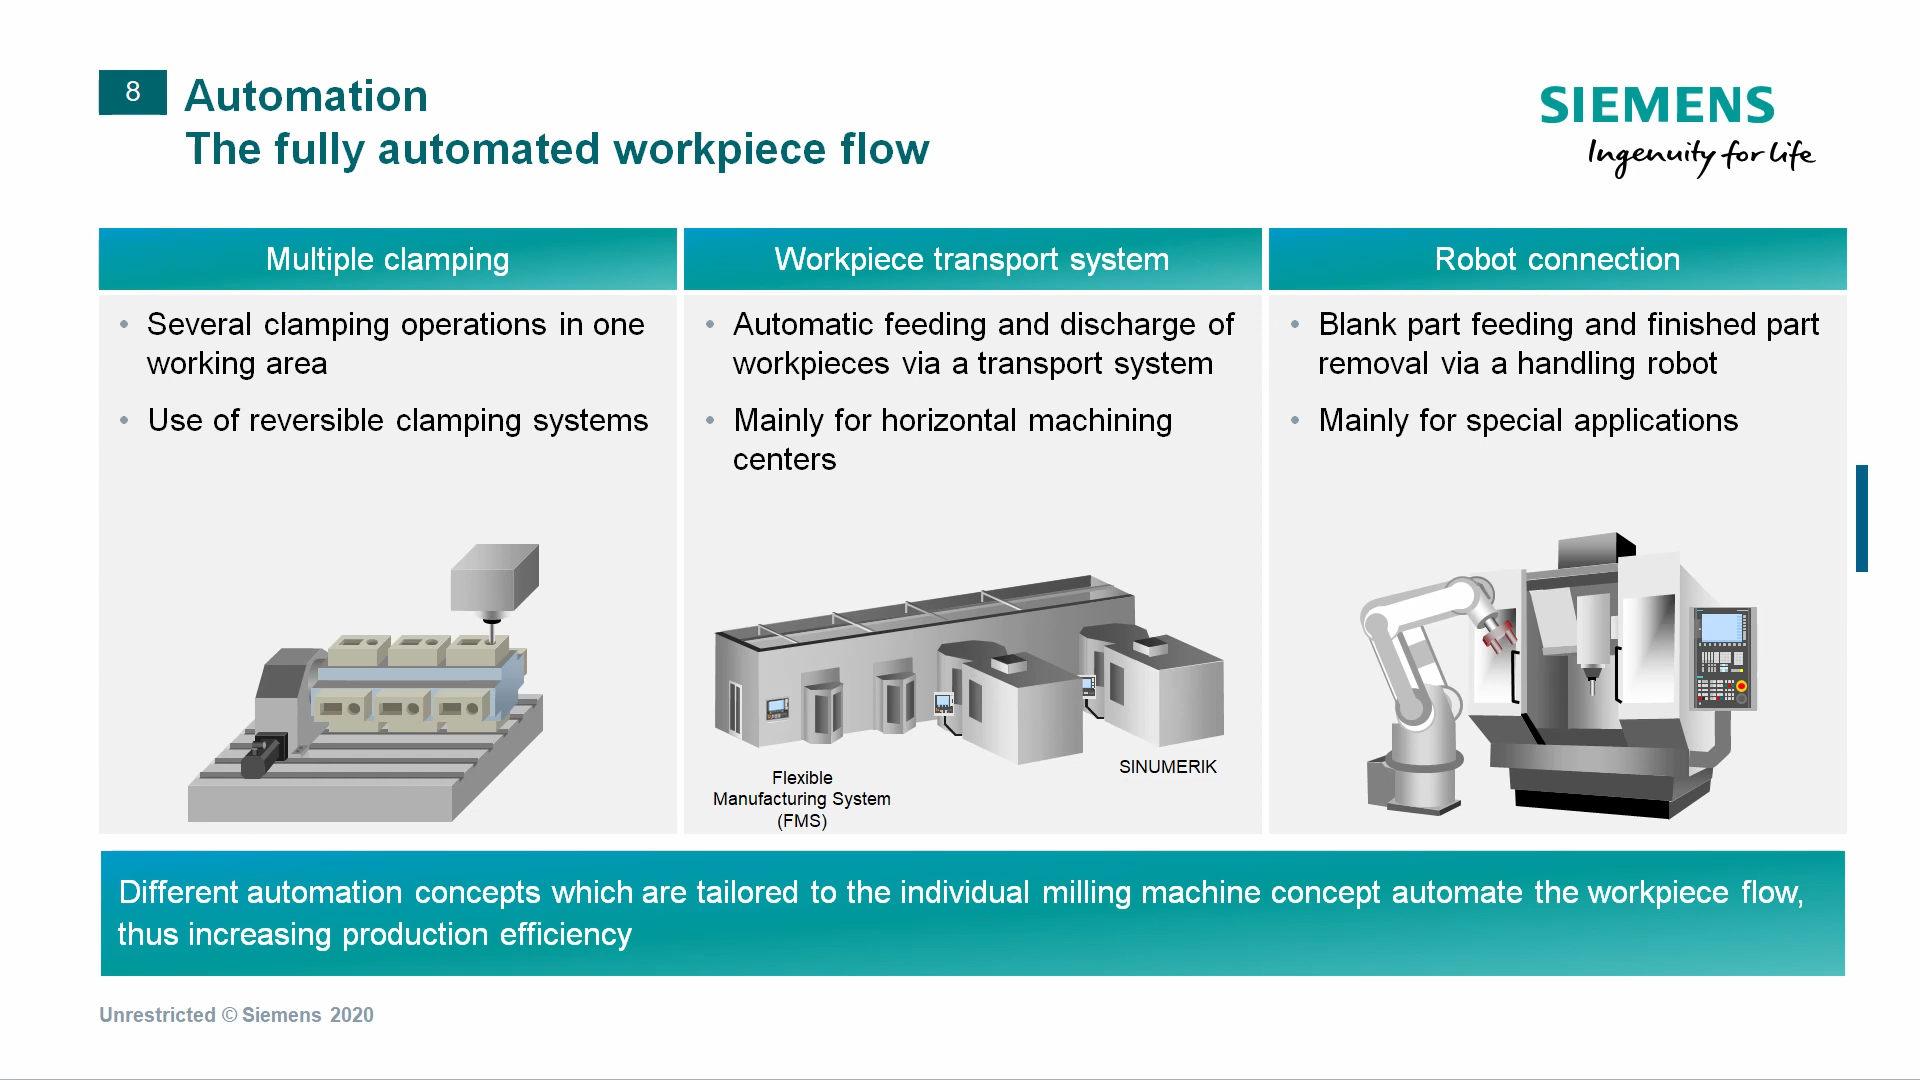 8
Automation
The fully automated workpiece flow
SIEMENS
Ingenuity for life
Multiple clamping
• Several clamping operations in one
working area
• Use of reversible clamping systems
Workpiece transport system
• Automatic feeding and discharge of
workpieces via a transport system
• Mainly for horizontal machining
centers
Flexible
Manufacturing System
(FMS)
SINUMERIK
Robot connection
• Blank part feeding and finished part
removal via a handling robot
• Mainly for special applications
Different automation concepts which are tailored to the individual milling machine concept automate the workpiece flow,
thus increasing production efficiency
Unrestricted © Siemens 2020